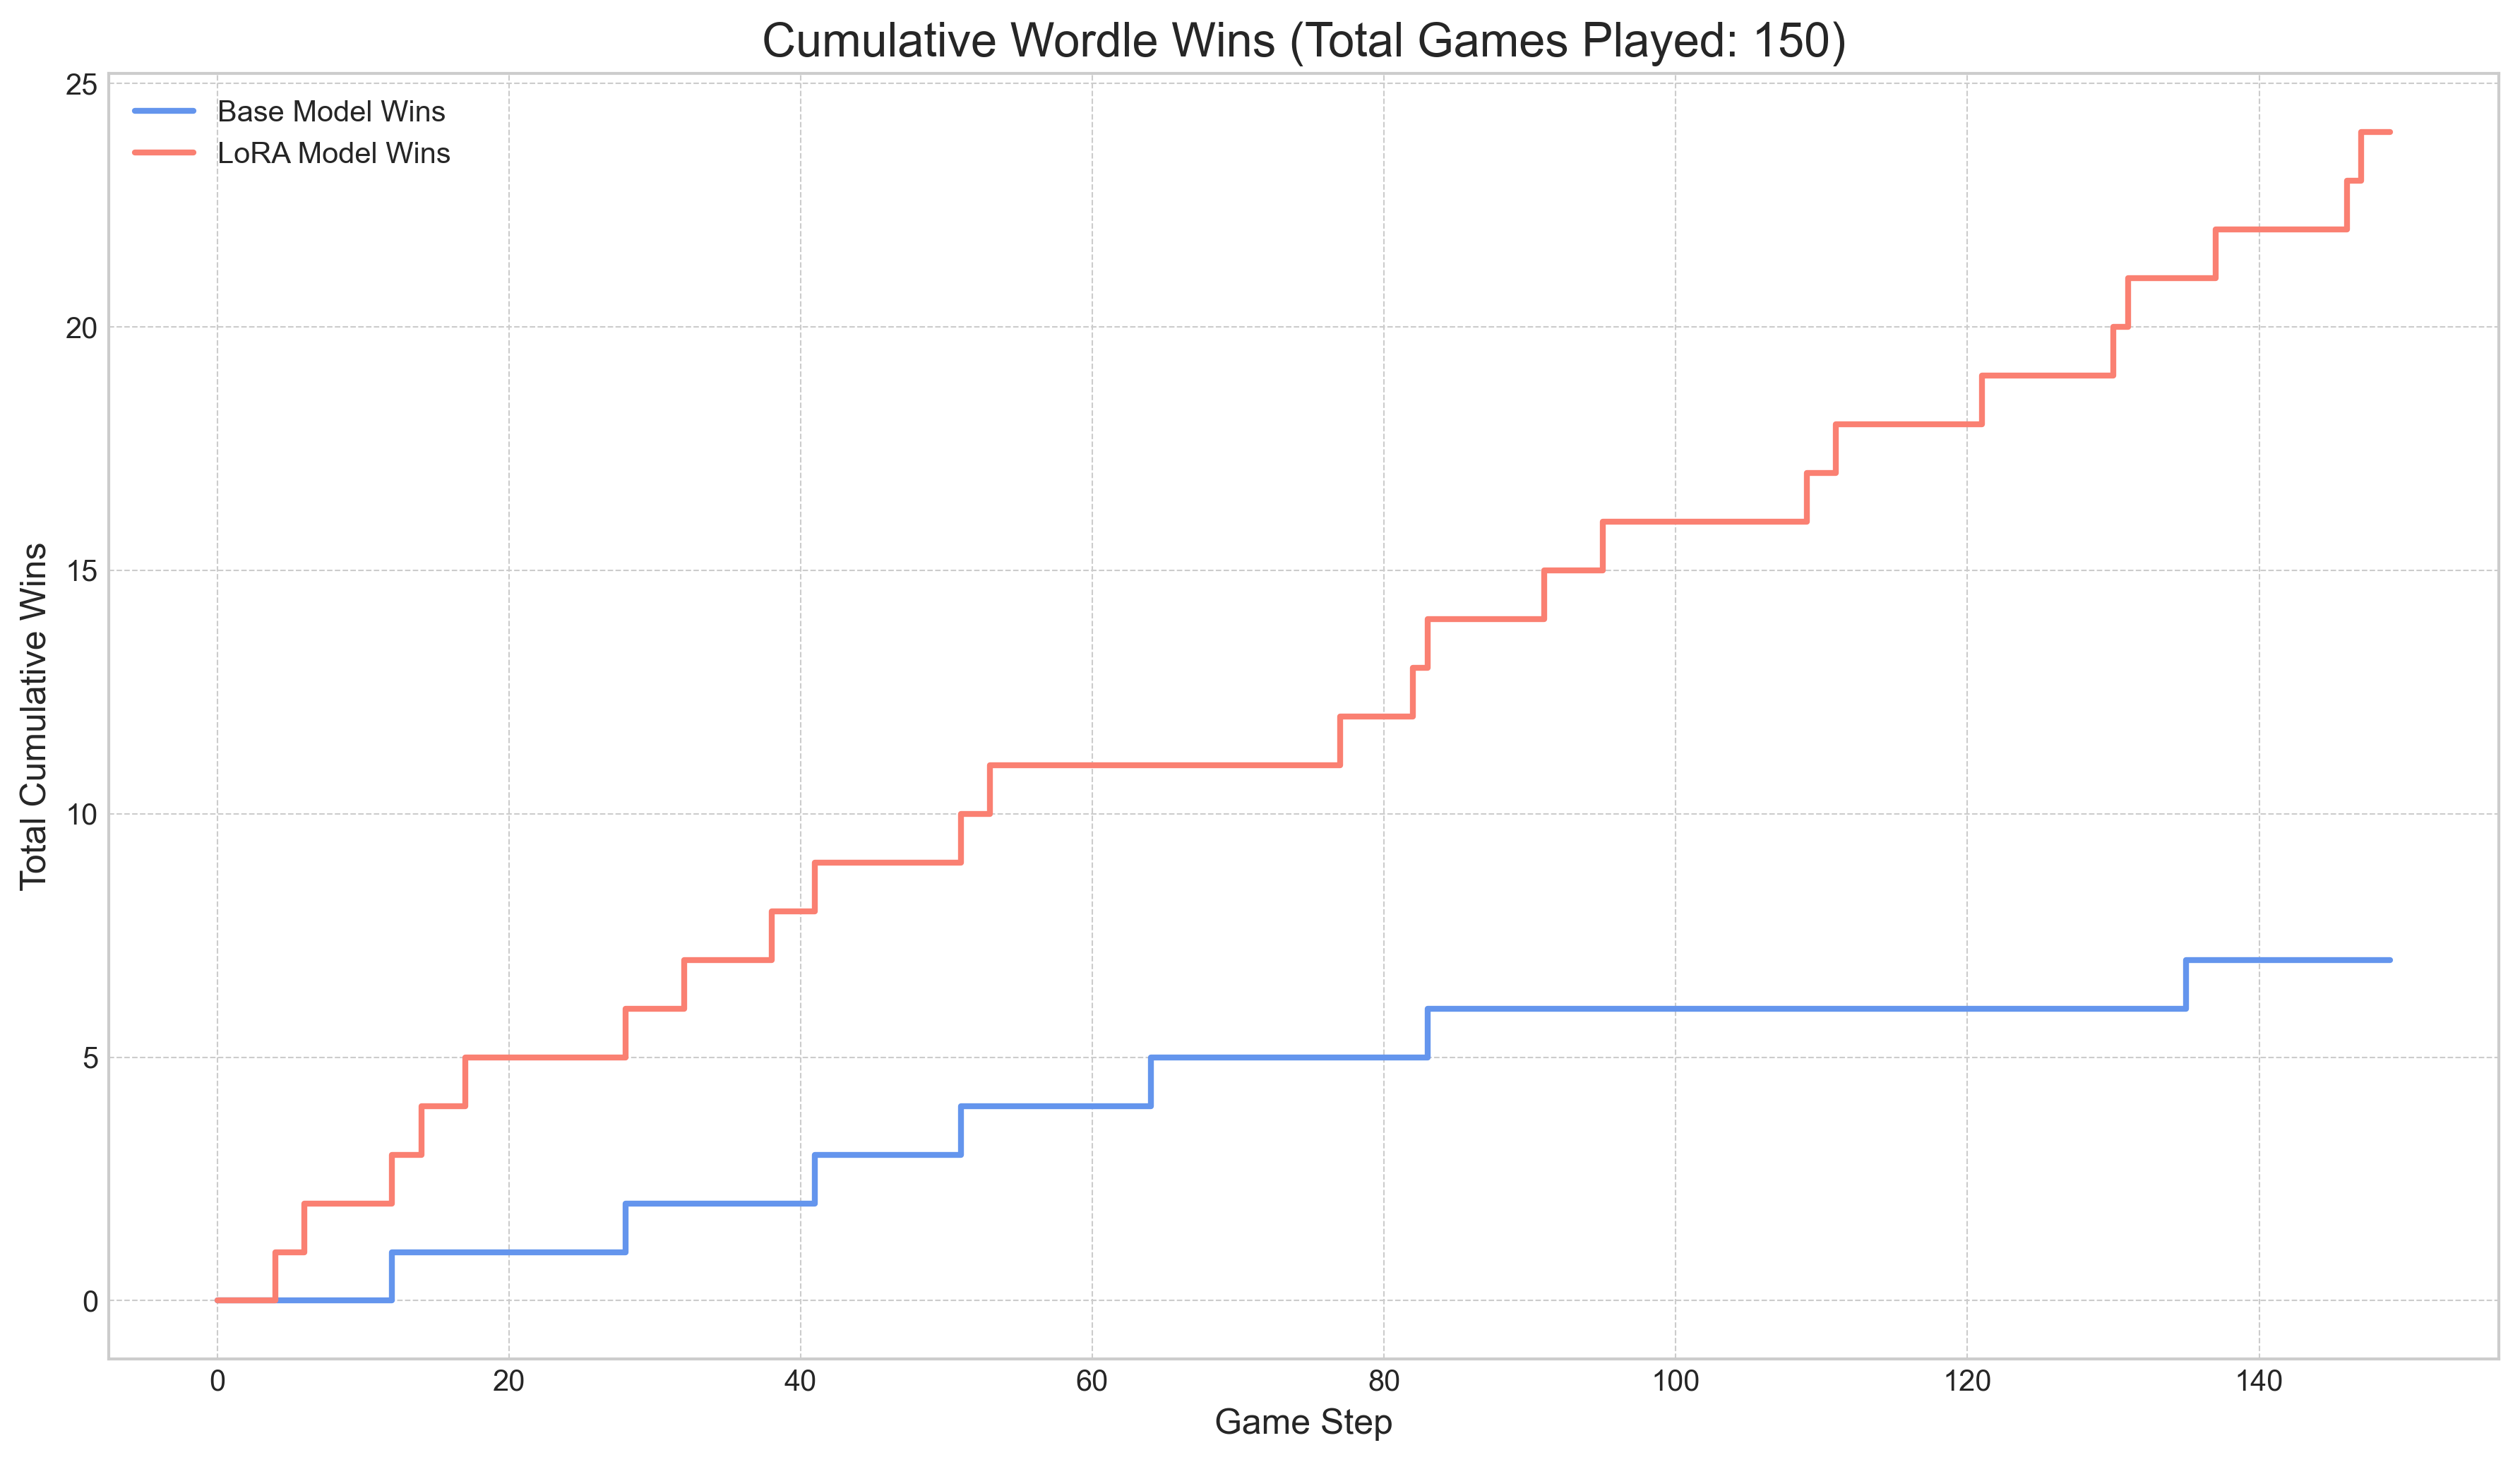 Cumulative Wordle Wins (Total Games Played: 150)
Base Model Wins
LoRA Model Wins
Total Cumulative Wins
25
20
15
10
5
0
0 20 40 60 80 100 120 140
Game Step